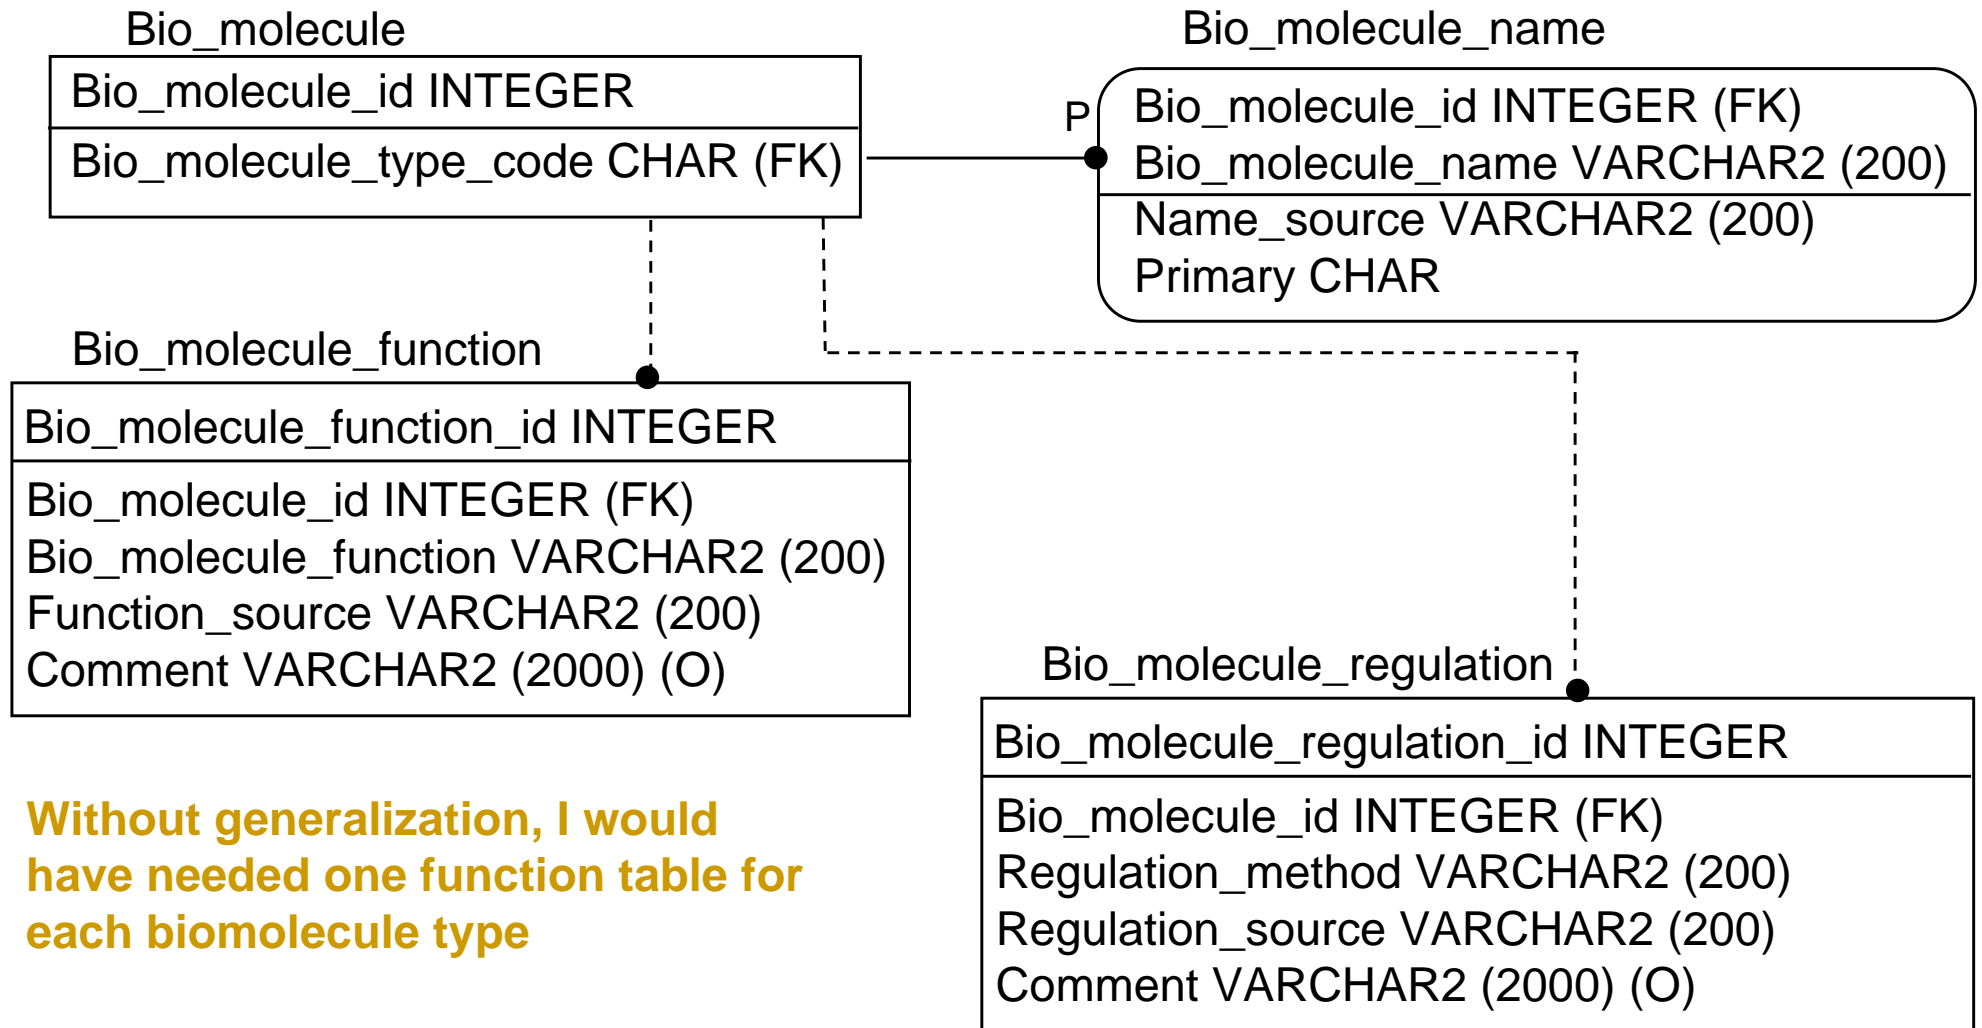 Bio_molecule
Bio_molecule_id INTEGER
Bio_molecule_type_code CHAR (FK)
Bio_molecule_name
P
Bio_molecule_id INTEGER (FK)
Bio_molecule_name VARCHAR2 (200)
Name_source VARCHAR2 (200)
Primary CHAR
Bio_molecule_function
Bio_molecule_function_id INTEGER
Bio_molecule_id INTEGER (FK)
Bio_molecule_function VARCHAR2 (200)
Function_source VARCHAR2 (200)
Comment VARCHAR2 (2000) (O)
Bio_molecule_regulation
Bio_molecule_regulation_id INTEGER
Bio_molecule_id INTEGER (FK)
Regulation_method VARCHAR2 (200)
Regulation_source VARCHAR2 (200)
Comment VARCHAR2 (2000) (O)
Without generalization, I would
have needed one function table for
each biomolecule type